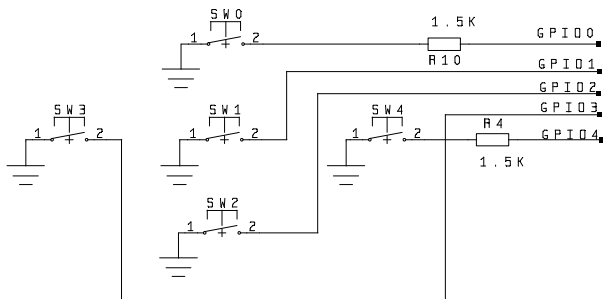 SW0
1.5K
1 2
GPIO0
R10
GPIO1
GPIO2
SW3
SW1
SW4
GPIO3
R4
1 2
1 2
1 2
GPIO4
1.5K
SW2
1 2